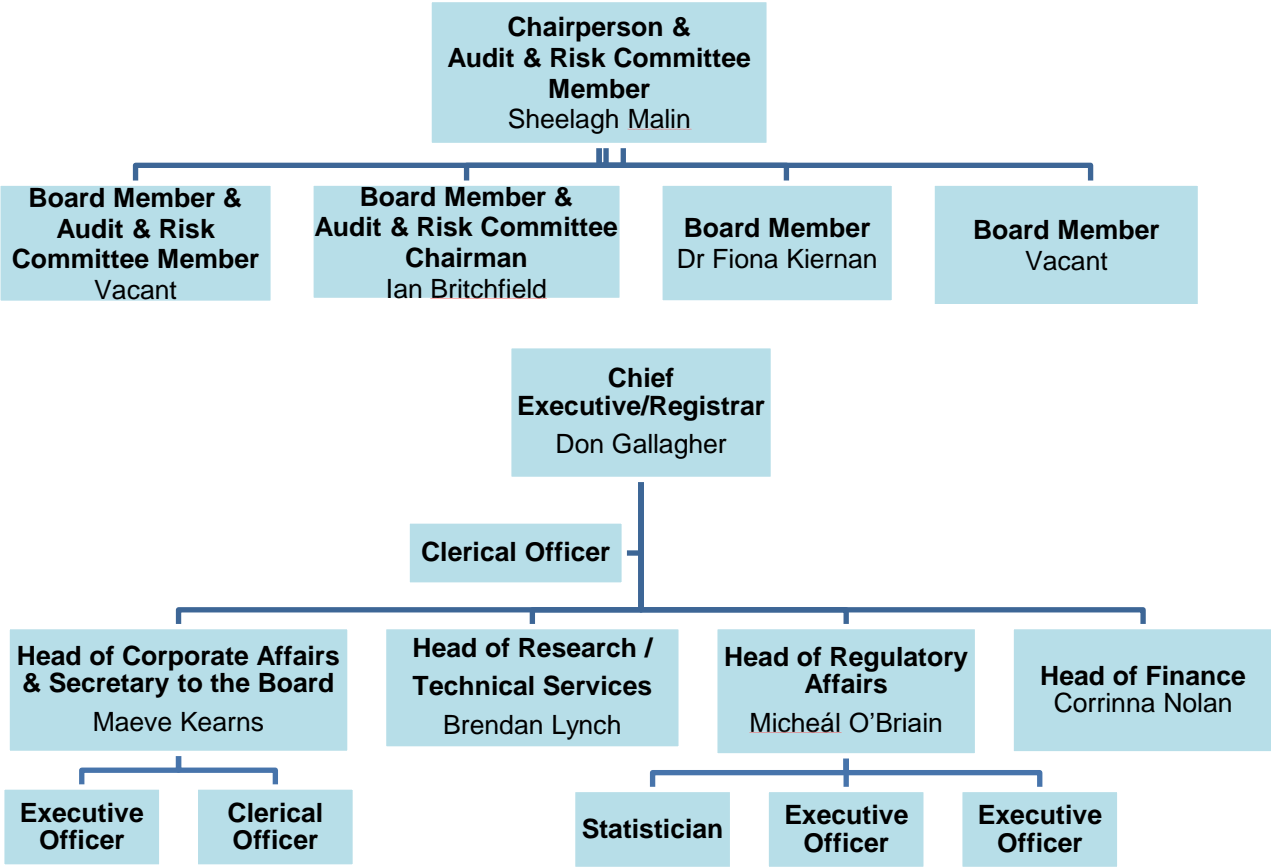 Chairperson &
Audit & Risk Committee
Member
Sheelagh Malin
Board Member &
Audit & Risk
Committee Member
Vacant
Board Member &
Audit & Risk Committee
Chairman
Ian Britchfield
Board Member
Dr Fiona Kiernan
Board Member
Vacant
Chief
Executive/Registrar
Don Gallagher
Clerical Officer
Head of Corporate Affairs
& Secretary to the Board
Maeve Kearns
Head of Research /
Technical Services
Brendan Lynch
Head of Regulatory
Affairs
Micheál O’Briain
Head of Finance
Corrinna Nolan
Executive
Officer
Clerical
Officer
Statistician
Executive
Officer
Executive
Officer